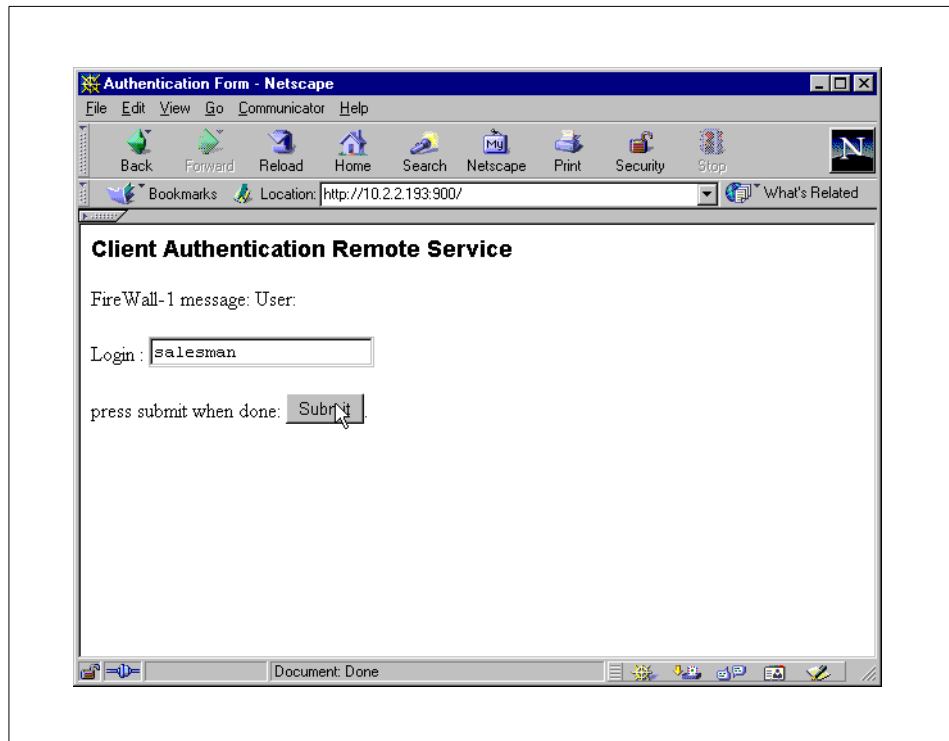 Authentication Form - Netscape
File Edit View Go Communicator Help
Back Forward Reload Home Search Netscape Print Security Stop
My
N
Bookmarks Location: http://10.2.2.193:900/ What's Related
Client Authentication Remote Service
FireWall-1 message: User:
Login : salesman
press submit when done: Submit .
Document: Done